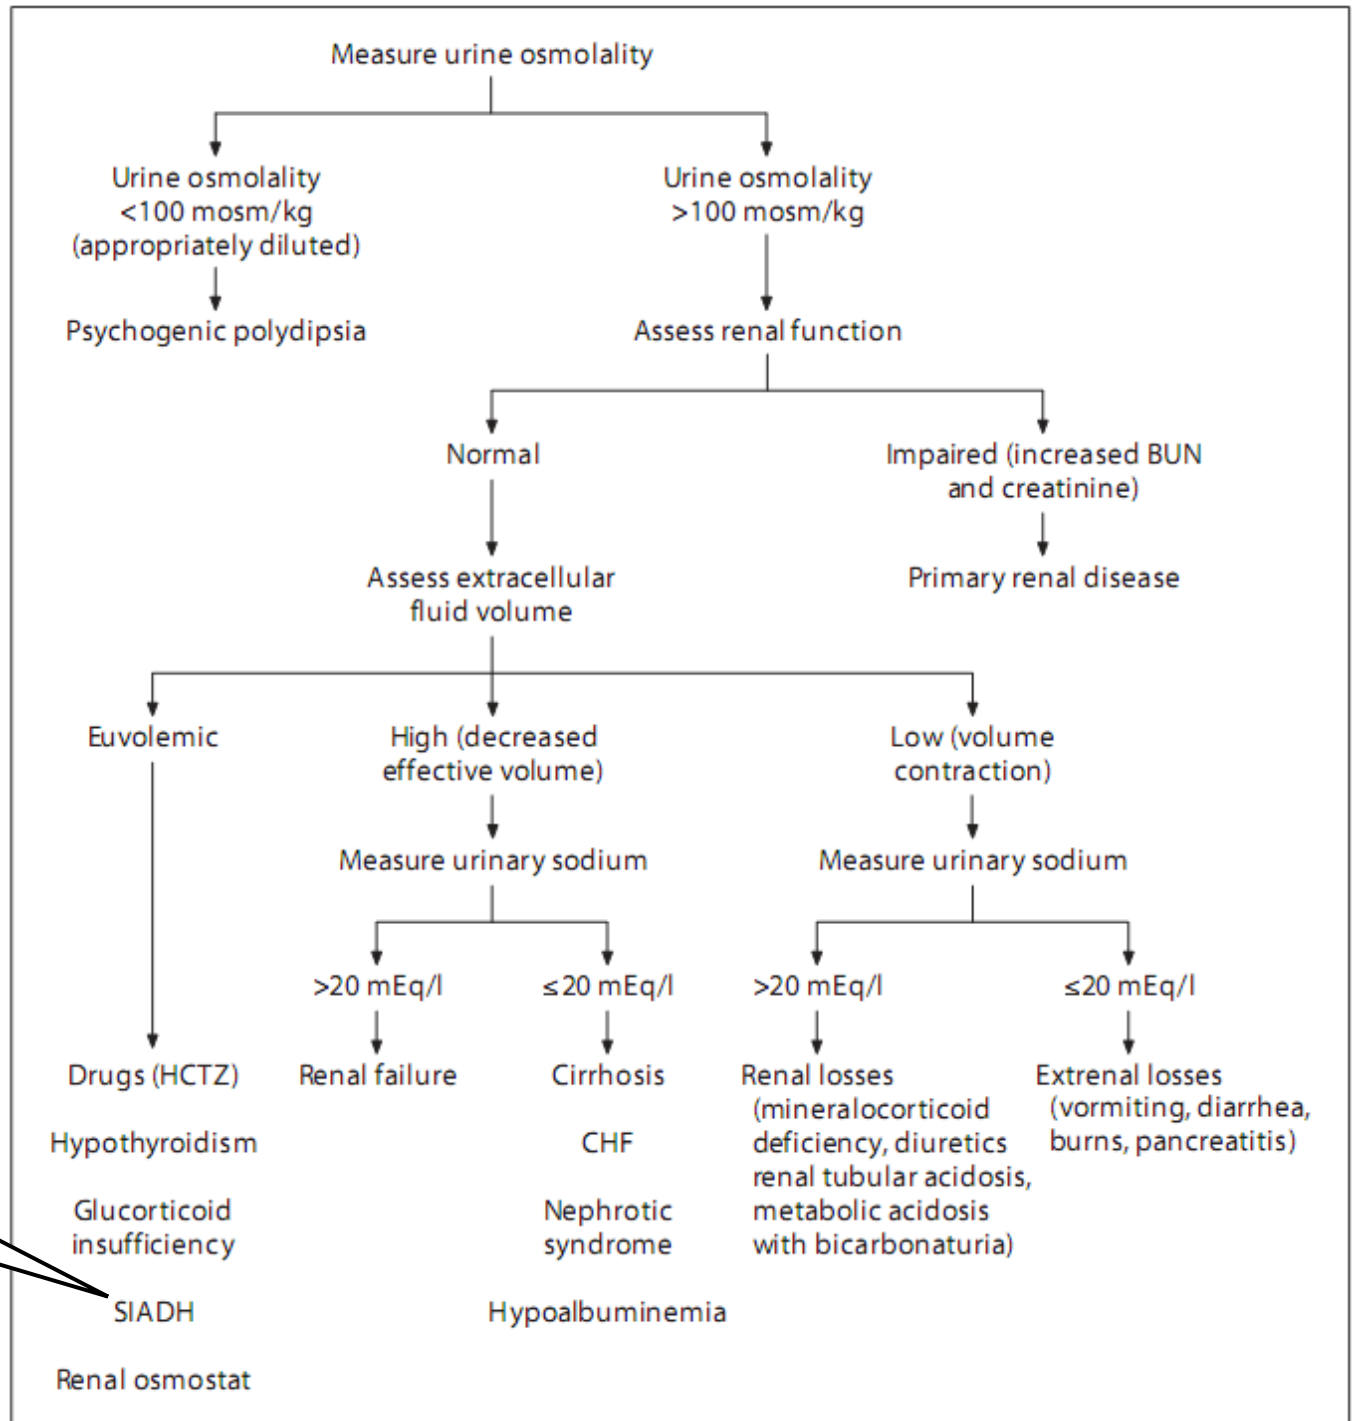 Measure urine osmolality
Urine osmolality
<100 mosm/kg
(appropriately diluted)
Urine osmolality
>100 mosm/kg
Psychogenic polydipsia
Assess renal function
Normal
Impaired (increased BUN
and creatinine)
Assess extracellular
fluid volume
Primary renal disease
Euvolemic
High (decreased
effective volume)
Low (volume
contraction)
Measure urinary sodium
Measure urinary sodium
>20 mEq/l
≤20 mEq/l
>20 mEq/l
≤20 mEq/l
Drugs (HCTZ)
Hypothyroidism
Glucorticoid
insufficiency
SIADH
Renal osmostat
Renal failure
Cirrhosis
CHF
Nephrotic
syndrome
Hypoalbuminemia
Renal losses
(mineralocorticoid
deficiency, diuretics
renal tubular acidosis,
metabolic acidosis
with bicarbonaturia)
Extrenal losses
(vormiting, diarrhea,
burns, pancreatitis)